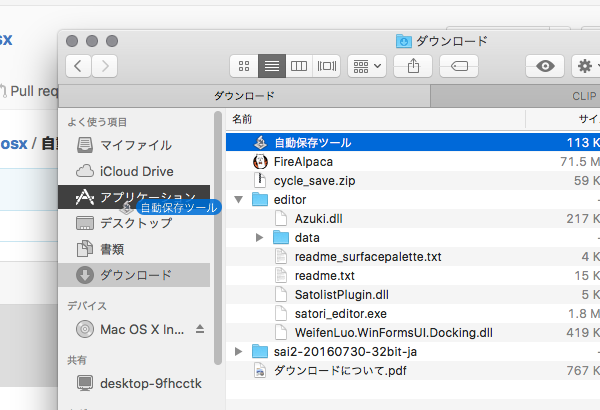 osx
Pull req
osx / 自
ダウンロード
ダウンロード
CLIP
よく使う項目
マイファイル
iCloud Drive
アプリケーション
自動保存ツール
デスクトップ
書類
ダウンロード
デバイス
Mac OS X In...
共有
desktop-9fhcctk
名前
サイ
自動保存ツール
113 K
FireAlpaca
71.5 M
cycle_save.zip
59 K
editor
Azuki.dll
217 K
data
readme_surfacepalette.txt
4 K
readme.txt
15 K
SatolistPlugin.dll
5 K
satori_editor.exe
1.8 M
WeifenLuo.WinFormsUI.Docking.dll
419 K
sai2-20160730-32bit-ja
ダウンロードについて.pdf
767 K